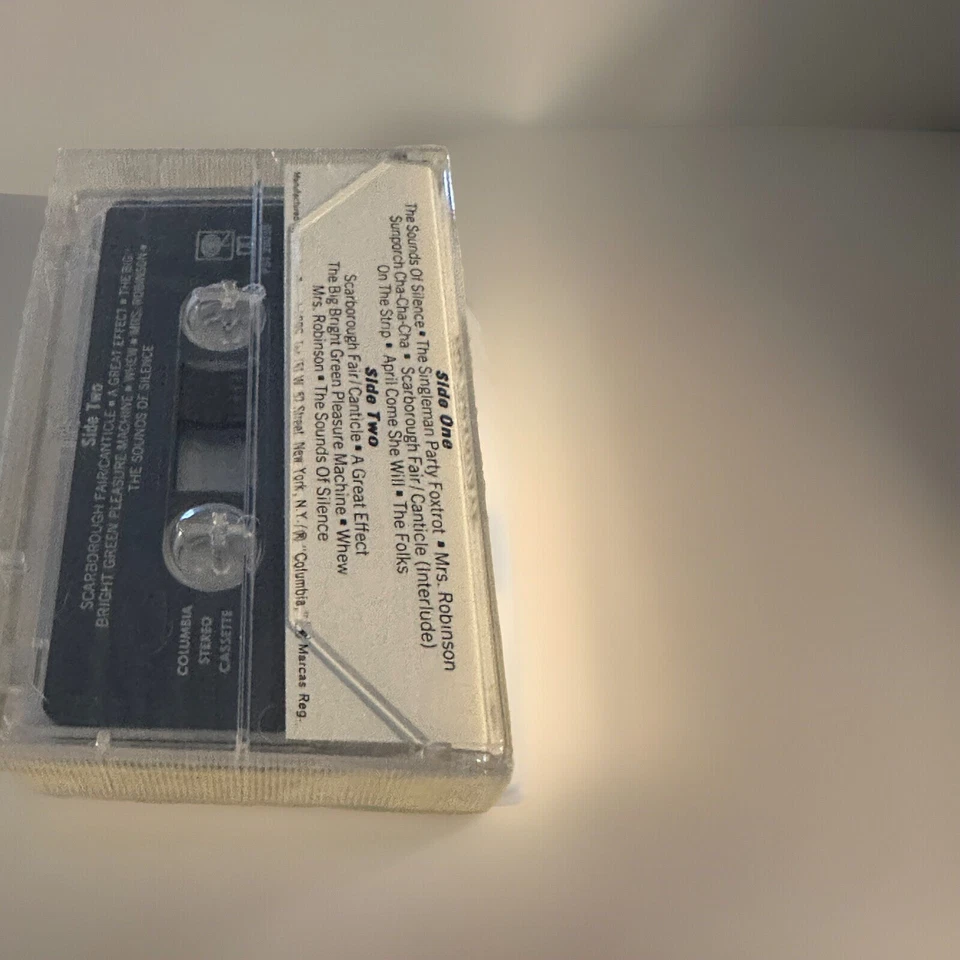 Side One
The Sounds Of Silence ▪ The Singleman Party Foxtrot ▪ Mrs. Robinson
Sunporch Cha-Cha-Cha ▪ Scarborough Fair/Canticle (Interlude)
On The Strip ▪ April Come She Will ▪ The Folks
Side Two
Scarborough Fair/Canticle ▪ A Great Effect
The Big Bright Green Pleasure Machine ▪ Whew
Mrs. Robinson ▪ The Sounds Of Silence
Manufactured W. 51 Street, New York, N.Y./® "Columbia," Marcas Reg.
COLUMBIA
STEREO
CASSETTE
Side Two
SCARBOROUGH FAIR/CANTICLE ▪ A GREAT EFFECT ▪ THE BIG
BRIGHT GREEN PLEASURE MACHINE ▪ WHEW ▪ MRS. ROBINSON ▪
THE SOUNDS OF SILENCE